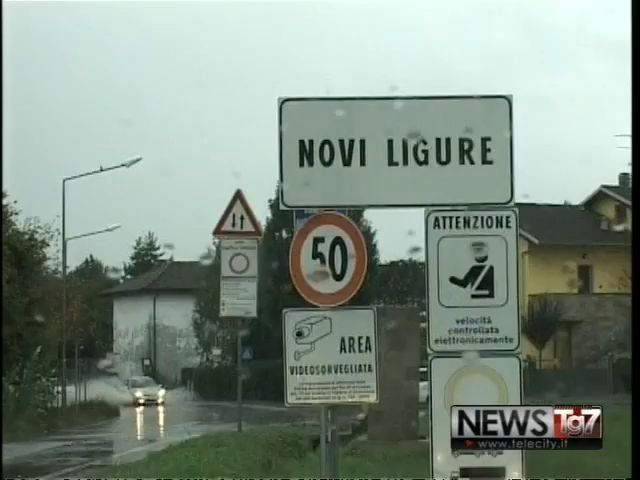 NOVI LIGURE
50
ATTENZIONE
velocità
controllata
elettronicamente
AREA
VIDEOSORVEGLIATA
NEWS Tg7
www.telecity.it